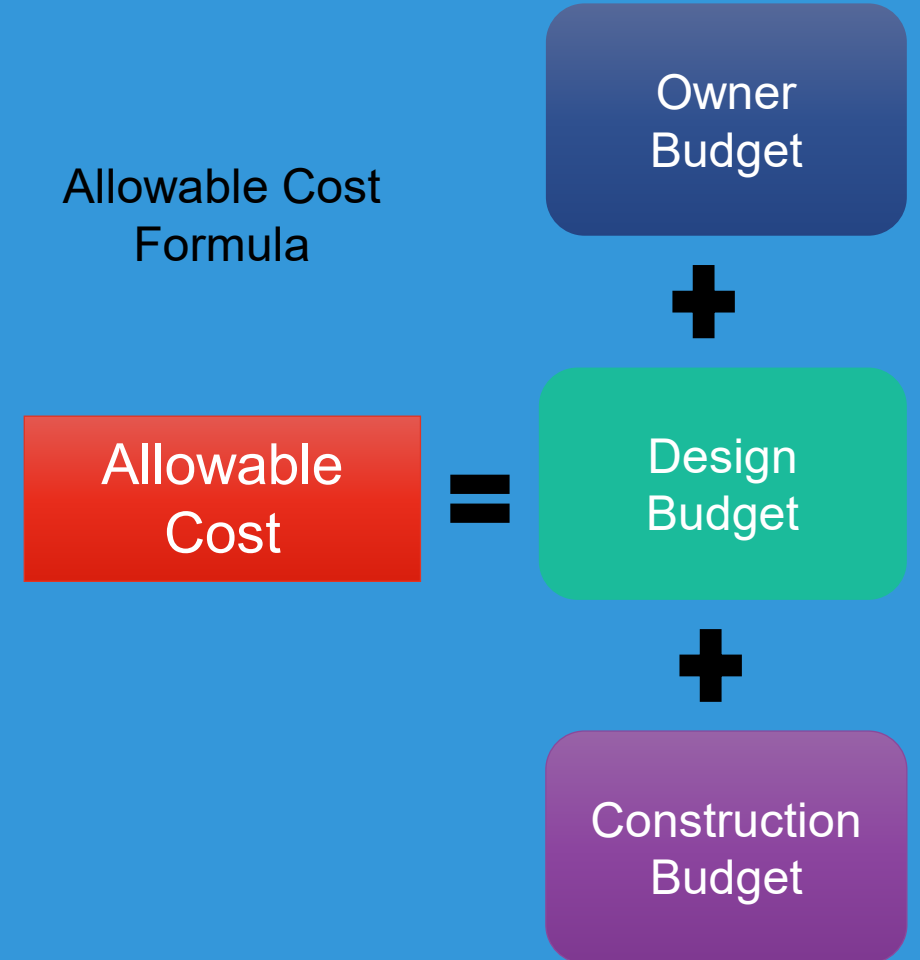 Allowable Cost
Formula
Allowable
Cost
=
Owner
Budget
+
Design
Budget
+
Construction
Budget